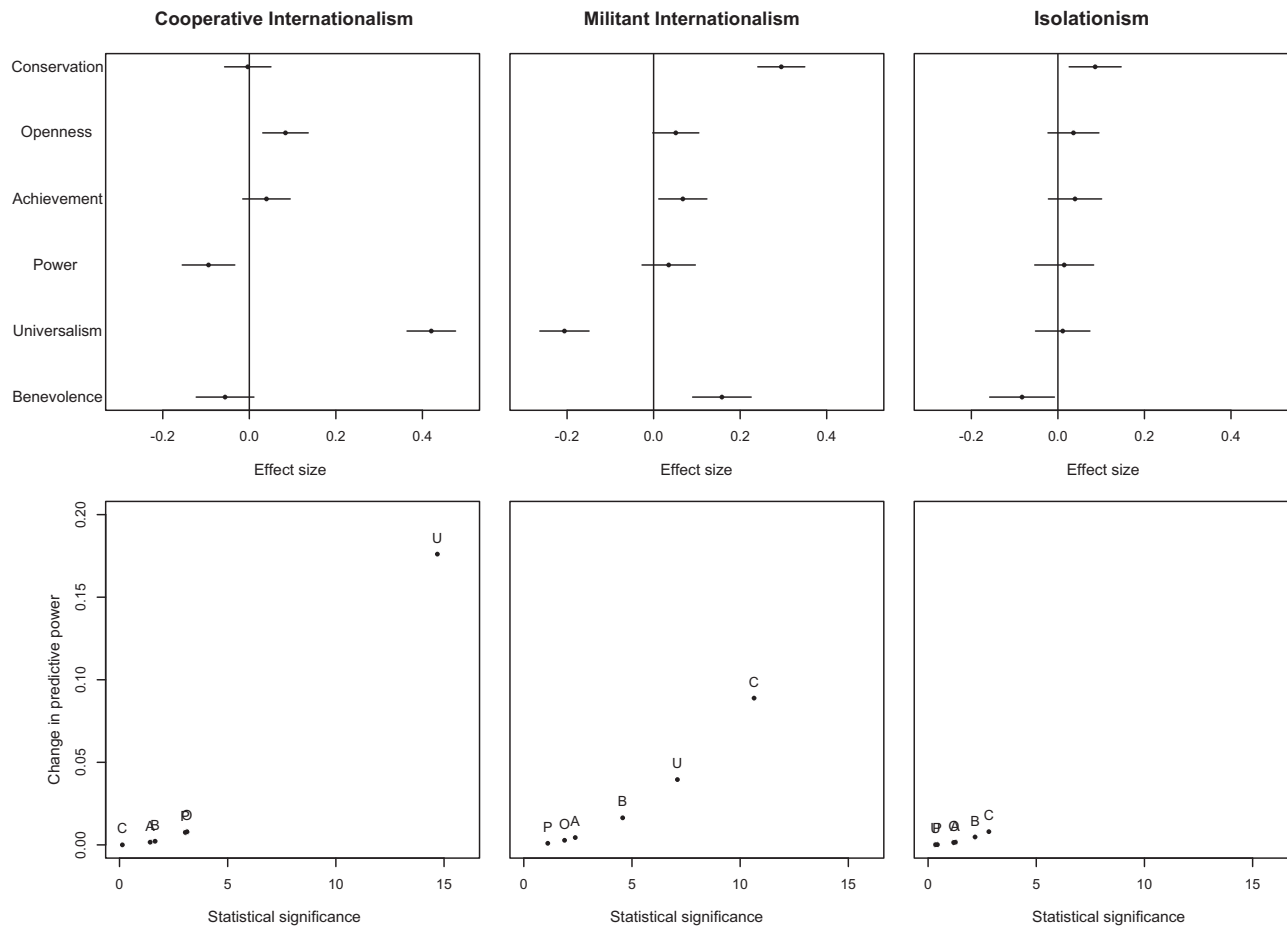 Cooperative Internationalism
Militant Internationalism
Isolationism
Conservation
Openness
Achievement
Power
Universalism
Benevolence
-0.2 0.0 0.2 0.4
-0.2 0.0 0.2 0.4
-0.2 0.0 0.2 0.4
Effect size
Effect size
Effect size
Change in predictive power
0.20
0.15
0.10
0.05
0.00
U
C A B P O
C
U
B
P O A
U P O A B C
0 5 10 15
0 5 10 15
0 5 10 15
Statistical significance
Statistical significance
Statistical significance